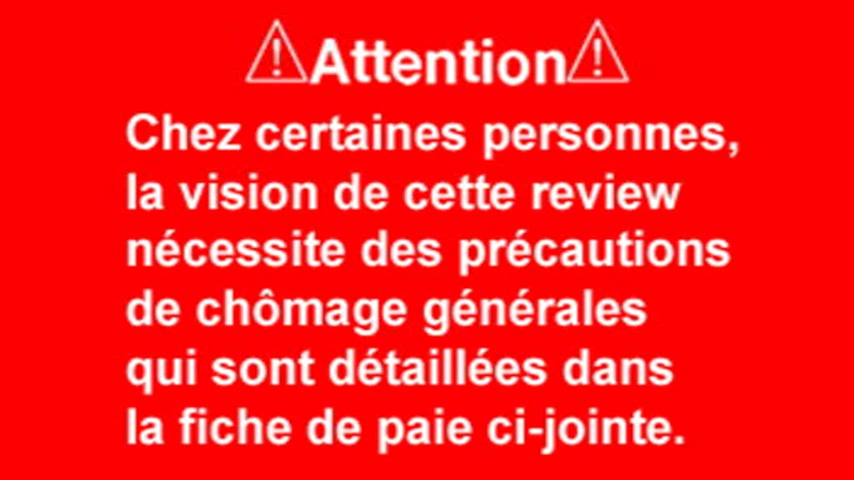 ⚠Attention⚠
Chez certaines personnes,
la vision de cette review
nécessite des précautions
de chômage générales
qui sont détaillées dans
la fiche de paie ci-jointe.